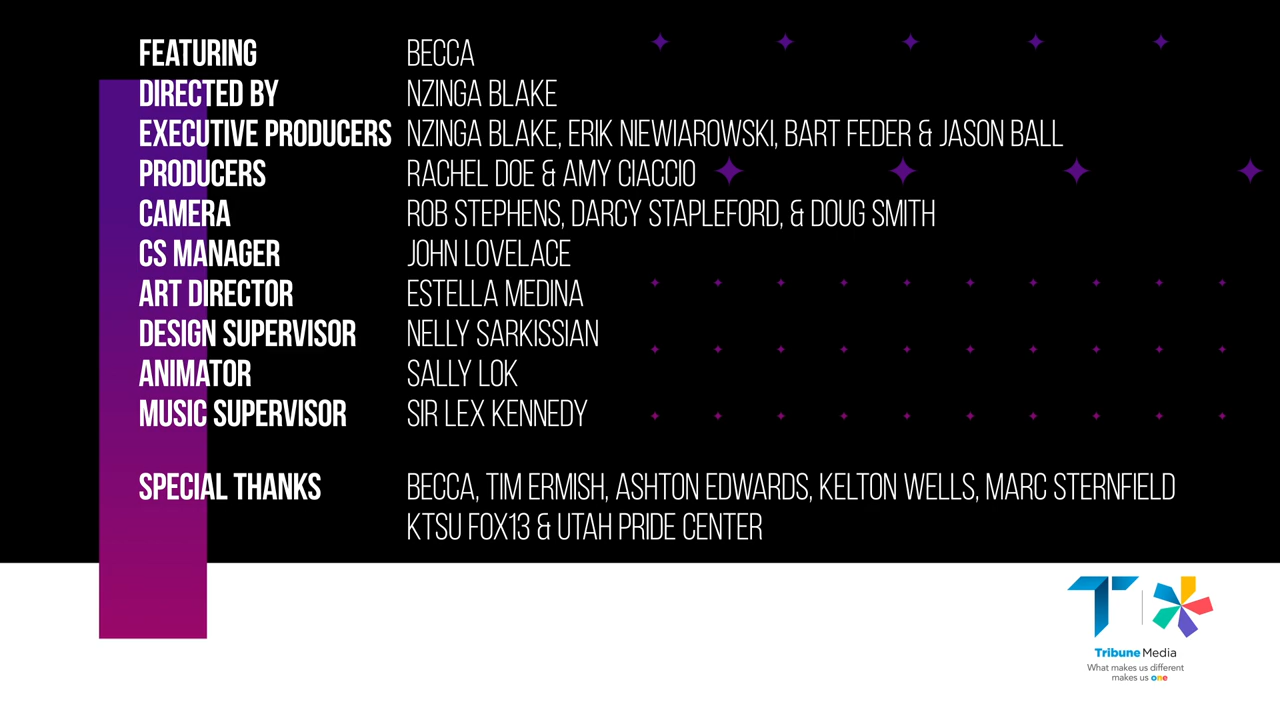 FEATURING BECCA
DIRECTED BY NZINGA BLAKE
EXECUTIVE PRODUCERS NZINGA BLAKE, ERIK NIEWIAROWSKI, BART FEDER & JASON BALL
PRODUCERS RACHEL DOE & AMY CIACCIO
CAMERA ROB STEPHENS, DARCY STAPLEFORD, & DOUG SMITH
CS MANAGER JOHN LOVELACE
ART DIRECTOR ESTELLA MEDINA
DESIGN SUPERVISOR NELLY SARKISSIAN
ANIMATOR SALLY LOK
MUSIC SUPERVISOR SIR LEX KENNEDY
SPECIAL THANKS BECCA, TIM ERMISH, ASHTON EDWARDS, KELTON WELLS, MARC STERNFIELD
KTSU FOX13 & UTAH PRIDE CENTER
Tribune Media
What makes us different
makes us one